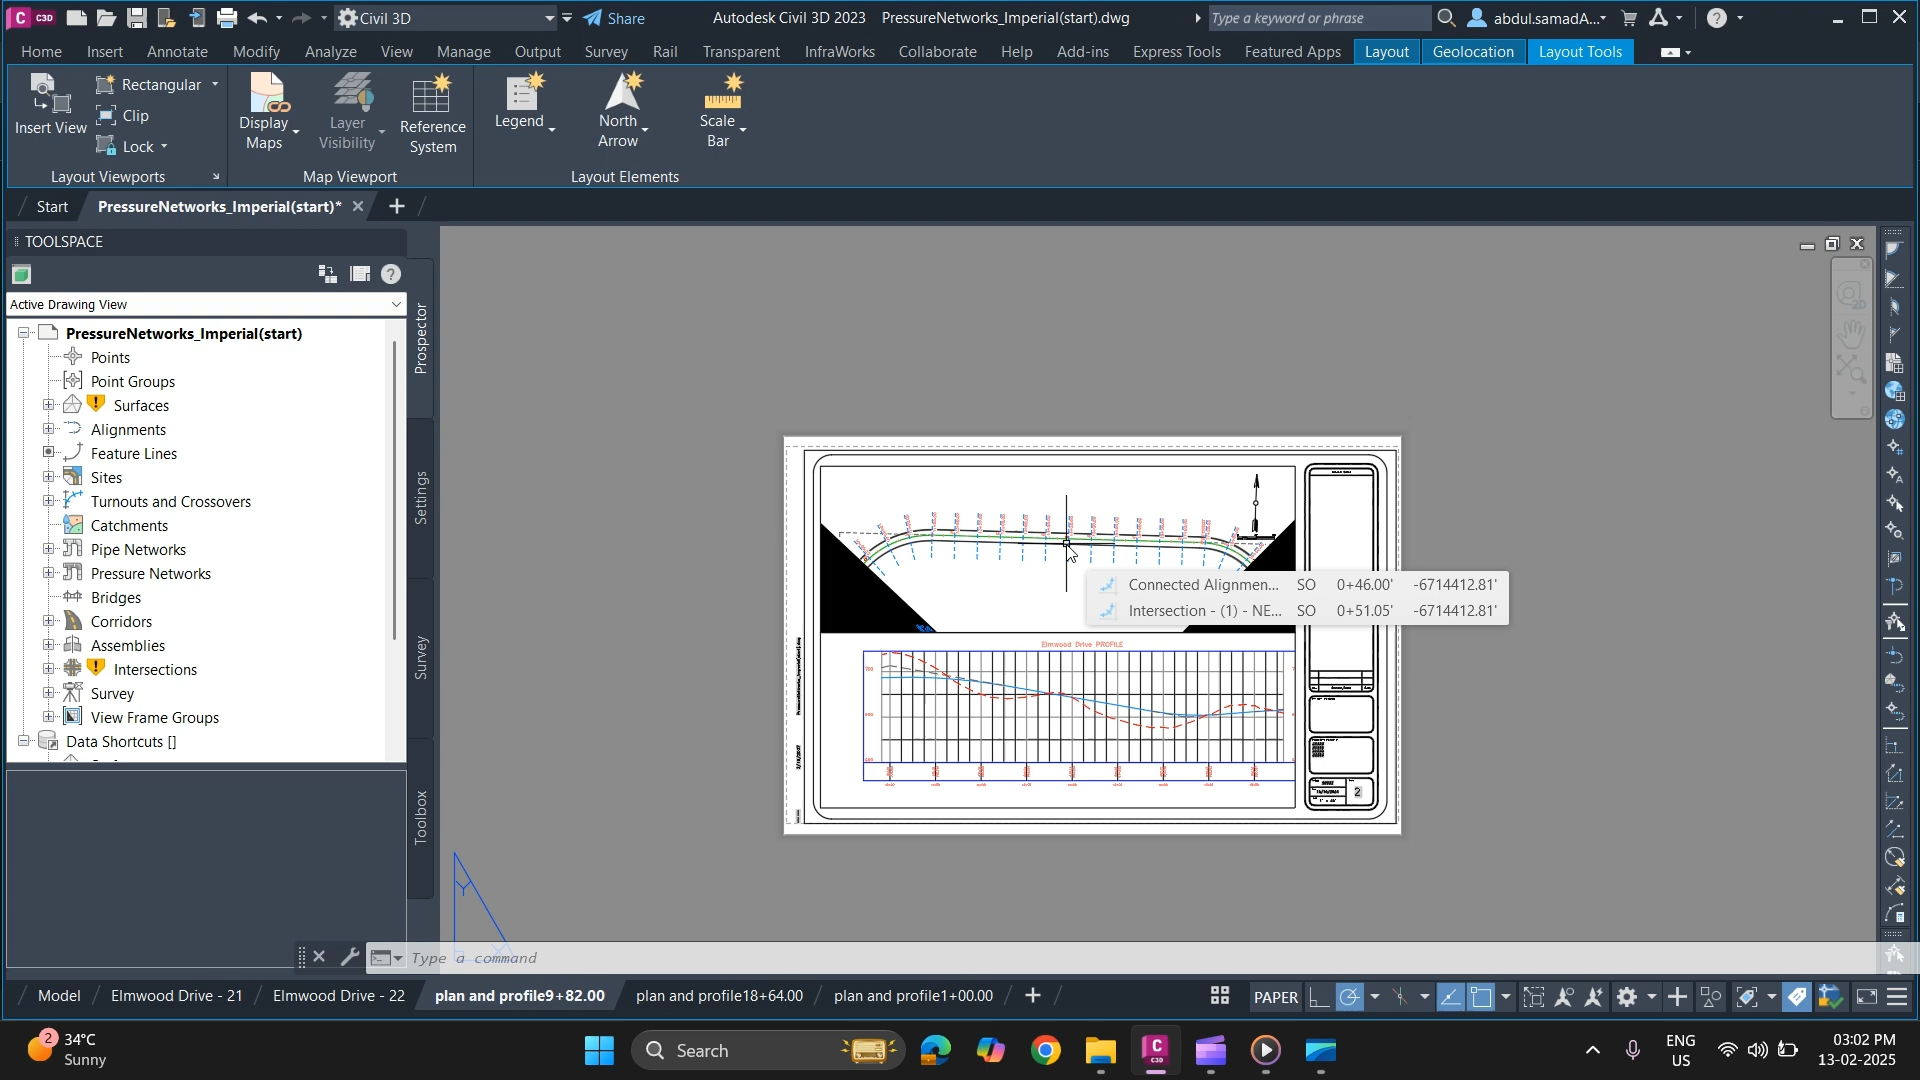 C3D
Civil 3D
Share
Autodesk Civil 3D 2023 PressureNetworks_Imperial(start).dwg
Type a keyword or phrase
abdul.samadA...
Home Insert Annotate Modify Analyze View Manage Output Survey Rail Transparent InfraWorks Collaborate Help Add-ins Express Tools Featured Apps Layout Geolocation Layout Tools
Insert View
Rectangular
Clip
Lock
Display Maps
Layer Visibility
Reference System
Legend
North Arrow
Scale Bar
Layout Viewports
Map Viewport
Layout Elements
Start
PressureNetworks_Imperial(start)*
TOOLSPACE
Active Drawing View
PressureNetworks_Imperial(start)
Points
Point Groups
Surfaces
Alignments
Feature Lines
Sites
Turnouts and Crossovers
Catchments
Pipe Networks
Pressure Networks
Bridges
Corridors
Assemblies
Intersections
Survey
View Frame Groups
Data Shortcuts []
Prospector
Settings
Survey
Toolbox
Connected Alignmen... SO 0+46.00' -6714412.81'
Intersection - (1) - NE... SO 0+51.05' -6714412.81'
Elmwood Drive PROFILE
2
Y
X
Type a command
Model
Elmwood Drive - 21
Elmwood Drive - 22
plan and profile9+82.00
plan and profile18+64.00
plan and profile1+00.00
PAPER
2
34°C
Sunny
Search
C3D
ENG
US
03:02 PM
13-02-2025